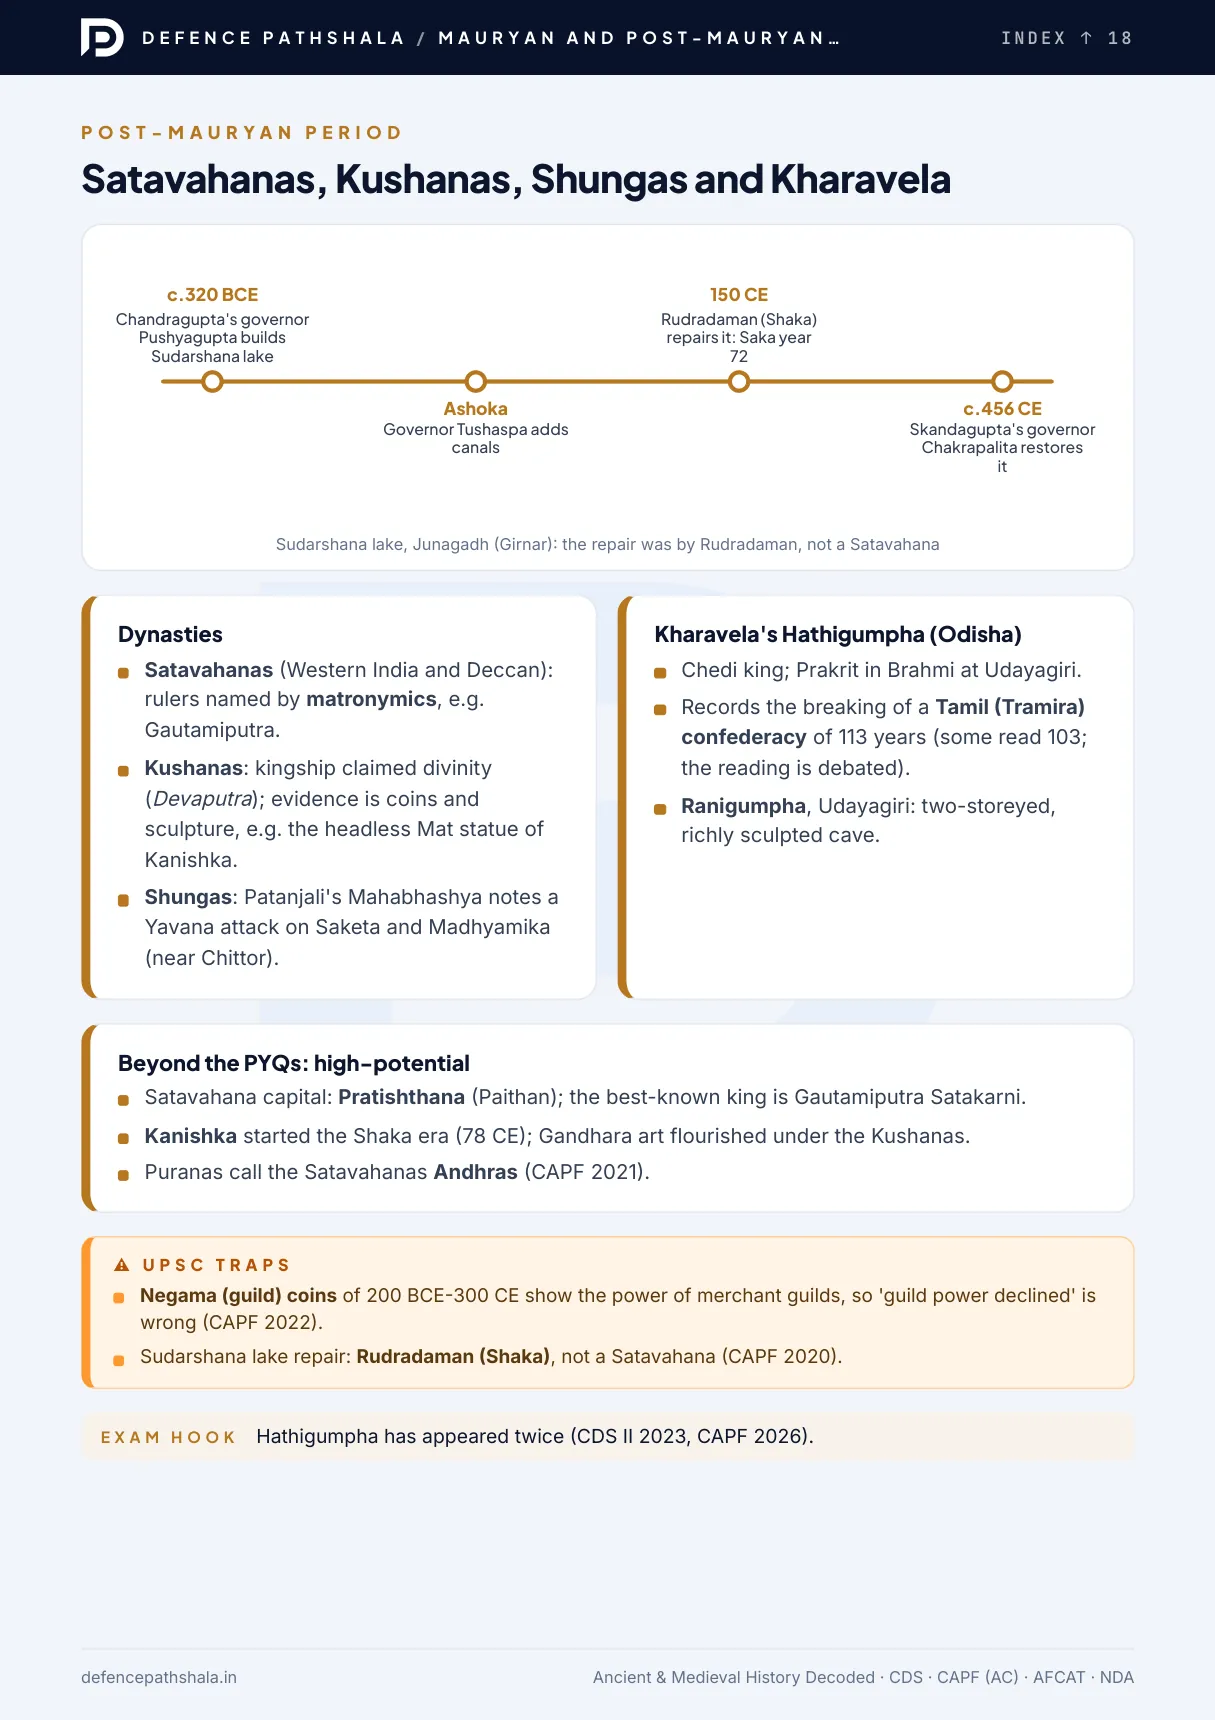 DEFENCE PATHSHALA / MAURYAN AND POST-MAURYAN…
INDEX ↑ 18
POST-MAURYAN PERIOD
Satavahanas, Kushanas, Shungas and Kharavela
c.320 BCE
Chandragupta's governor
Pushyagupta builds
Sudarshana lake
Ashoka
Governor Tushaspa adds
canals
150 CE
Rudradaman (Shaka)
repairs it: Saka year
72
c.456 CE
Skandagupta's governor
Chakrapalita restores
it
Sudarshana lake, Junagadh (Girnar): the repair was by Rudradaman, not a Satavahana
Dynasties
Satavahanas (Western India and Deccan):
rulers named by matronymics, e.g.
Gautamiputra.
Kushanas: kingship claimed divinity
(Devaputra); evidence is coins and
sculpture, e.g. the headless Mat statue of
Kanishka.
Shungas: Patanjali's Mahabhashya notes a
Yavana attack on Saketa and Madhyamika
(near Chittor).
Kharavela's Hathigumpha (Odisha)
Chedi king; Prakrit in Brahmi at Udayagiri.
Records the breaking of a Tamil (Tramira)
confederacy of 113 years (some read 103;
the reading is debated).
Ranigumpha, Udayagiri: two-storeyed,
richly sculpted cave.
Beyond the PYQs: high-potential
Satavahana capital: Pratishthana (Paithan); the best-known king is Gautamiputra Satakarni.
Kanishka started the Shaka era (78 CE); Gandhara art flourished under the Kushanas.
Puranas call the Satavahanas Andhras (CAPF 2021).
⚠ UPSC TRAPS
Negama (guild) coins of 200 BCE-300 CE show the power of merchant guilds, so 'guild power declined' is
wrong (CAPF 2022).
Sudarshana lake repair: Rudradaman (Shaka), not a Satavahana (CAPF 2020).
EXAM HOOK Hathigumpha has appeared twice (CDS II 2023, CAPF 2026).
defencepathshala.in
Ancient & Medieval History Decoded · CDS · CAPF (AC) · AFCAT · NDA